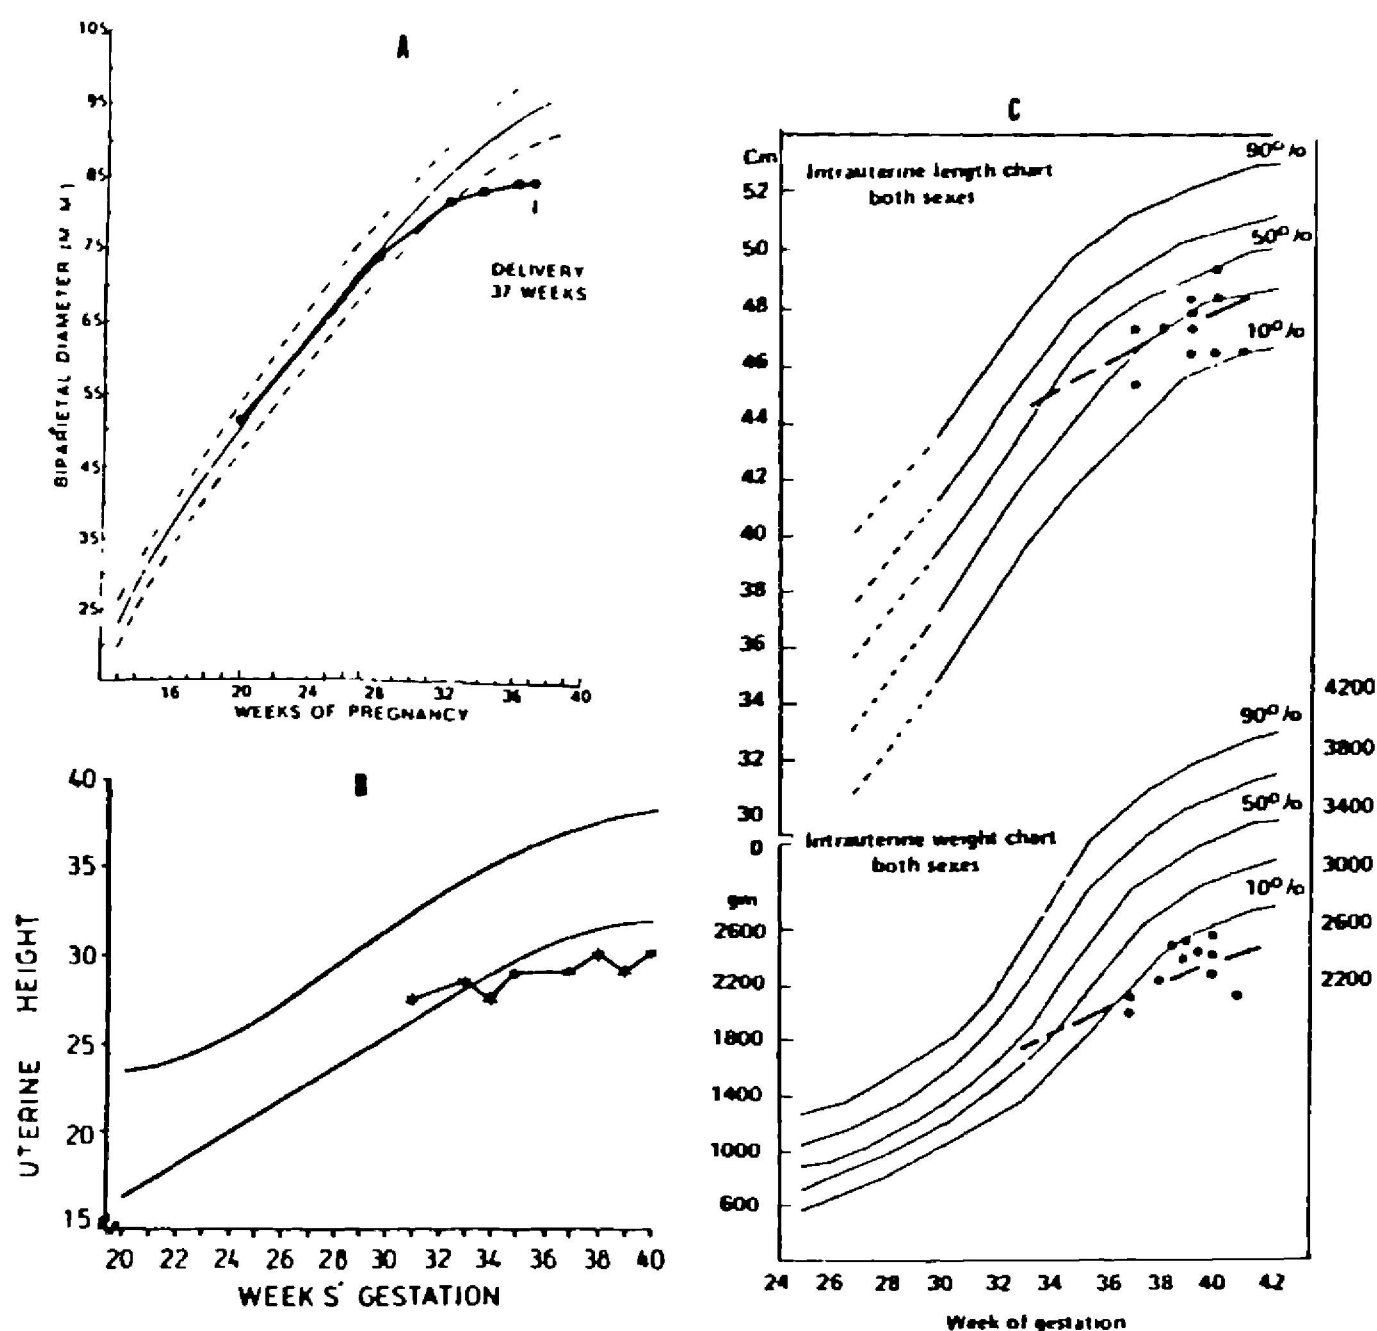 A
105
95
85
75
65
55
45
35
25
BIPARIETAL DIAMETER (M M)
DELIVERY
37 WEEKS
16 20 24 28 32 36 40
WEEKS OF PREGNANCY
B
40
35
30
25
20
15
UTERINE HEIGHT
20 22 24 26 28 30 32 34 36 38 40
WEEKS' GESTATION
C
Cm
Intrauterine length chart
both sexes
90%
50%
10%
52
50
48
46
44
42
40
38
36
34
32
30
0
Intrauterine weight chart
both sexes
90%
50%
10%
gm
2600
2200
1800
1400
1000
600
4200
3800
3400
3000
2600
2200
24 26 28 30 32 34 36 38 40 42
Week of gestation